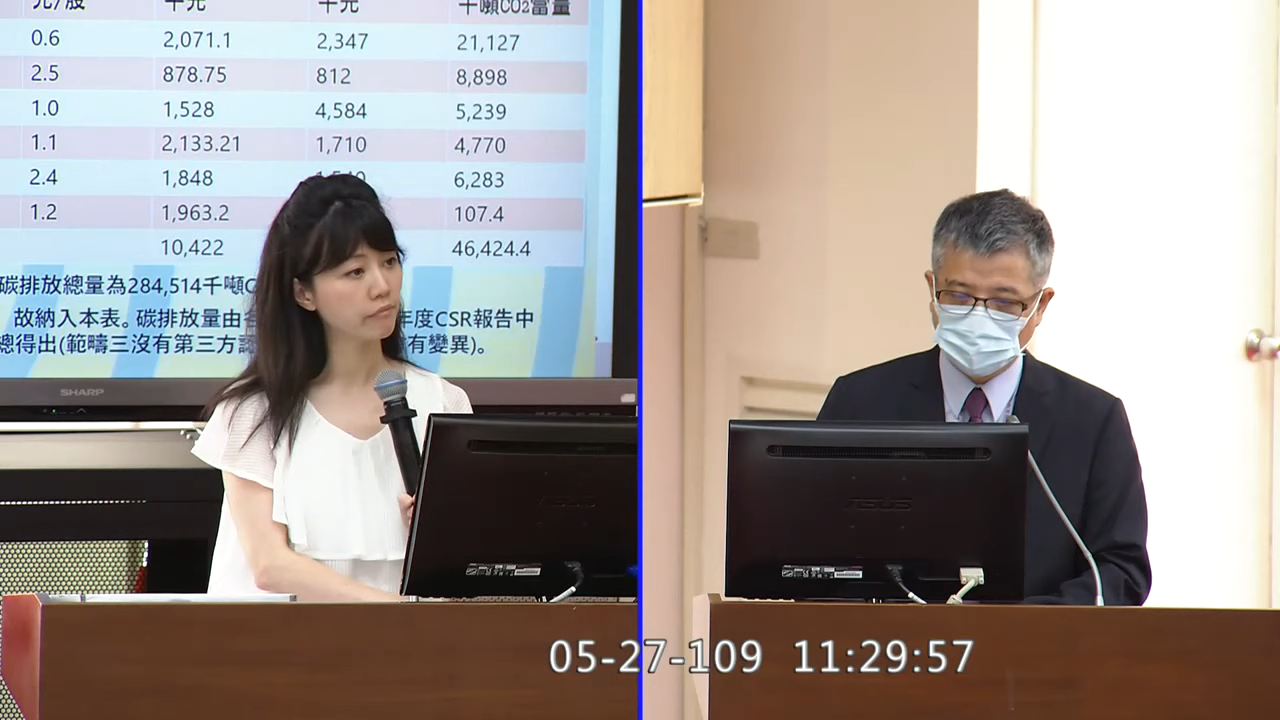 元/股 千元 千元 千噸CO2當量
0.6 2,071.1 2,347 21,127
2.5 878.75 812 8,898
1.0 1,528 4,584 5,239
1.1 2,133.21 1,710 4,770
2.4 1,848 6,283
1.2 1,963.2 107.4
10,422 46,424.4
碳排放總量為284,514千噸C
故納入本表。碳排放量由 年度CSR報告中
總得出(範疇三沒有第三方 有變異)。
SHARP
ASUS
ASUS
05-27-109 11:29:57